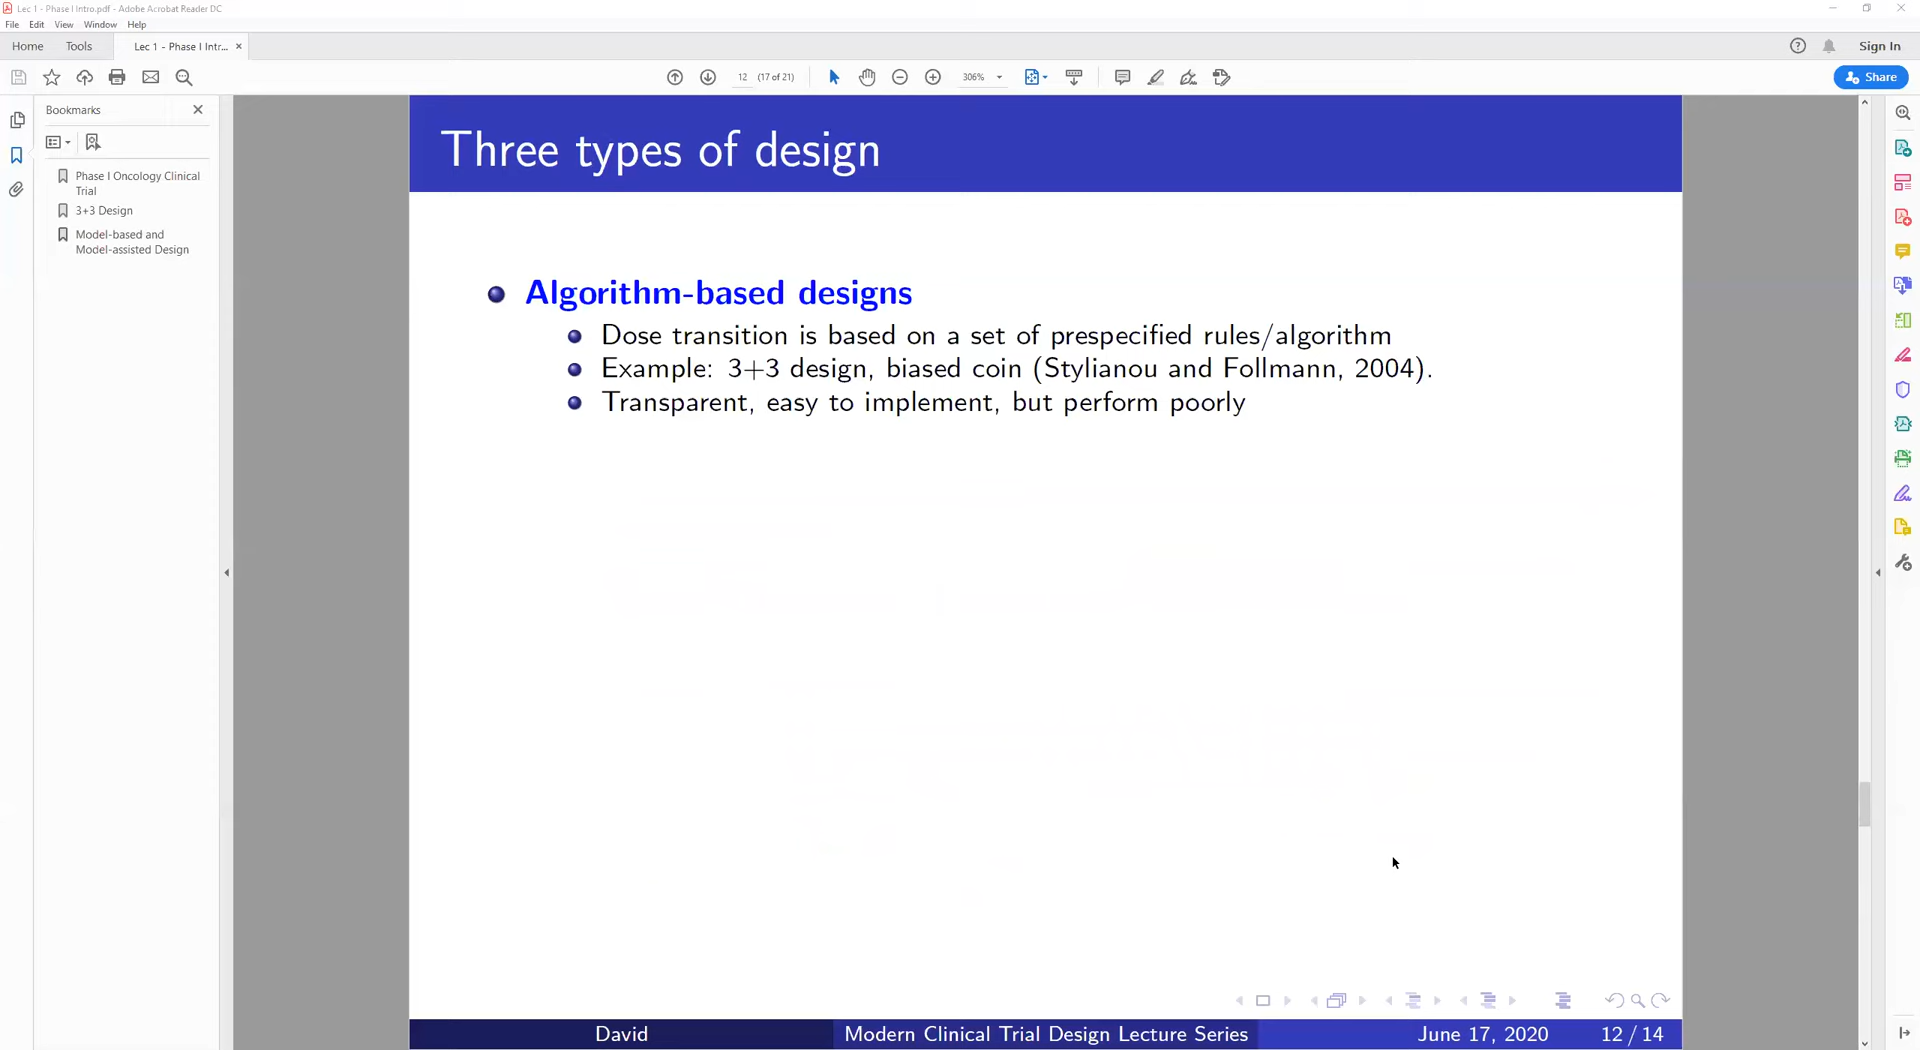 Lec 1 - Phase I Intro.pdf - Adobe Acrobat Reader DC
File Edit View Window Help
Home Tools Lec 1 - Phase I Intr... ×
Sign In
12 (17 of 21)
306%
Share
Bookmarks
Phase I Oncology Clinical
Trial
3+3 Design
Model-based and
Model-assisted Design
Three types of design
Algorithm-based designs
Dose transition is based on a set of prespecified rules/algorithm
Example: 3+3 design, biased coin (Stylianou and Follmann, 2004).
Transparent, easy to implement, but perform poorly
David Modern Clinical Trial Design Lecture Series June 17, 2020 12 / 14